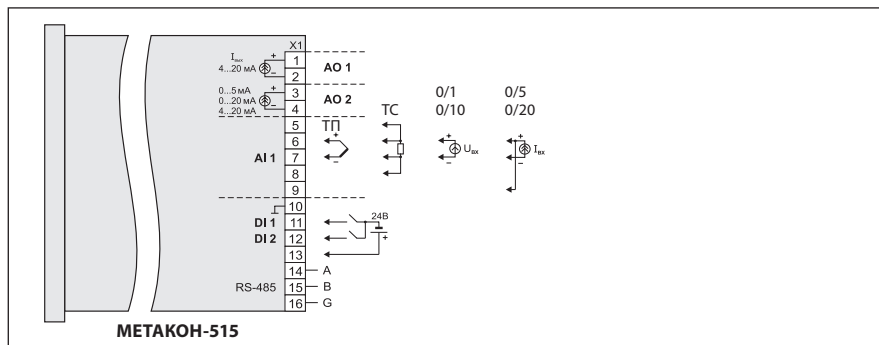 X1
Iвых
4...20 мА
+
−
1
2
AO 1
0...5 мА
0...20 мА
4...20 мА
+
−
3
4
AO 2
ТП
ТС
0/1
0/10
0/5
0/20
AI 1
5
6
7
8
9
+
−
+
−
Uвх
+
−
Iвх
10
DI 1
11
DI 2
12
13
24В
+
RS-485
14
A
15
B
16
G
МЕТАКОН-515